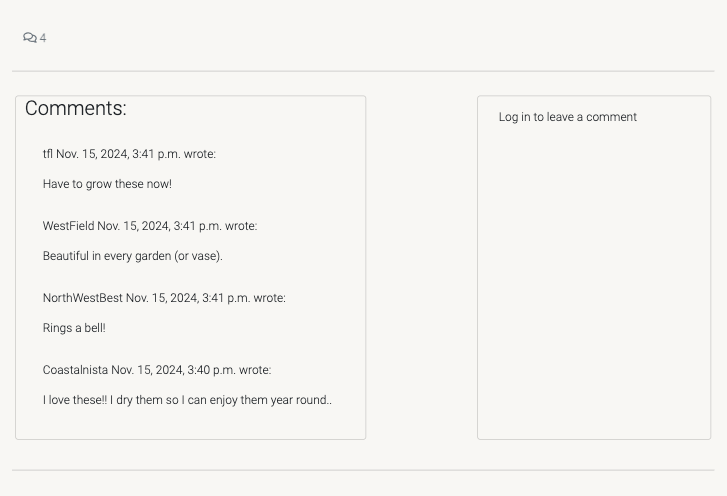 4
Comments:
tfl Nov. 15, 2024, 3:41 p.m. wrote:
Have to grow these now!
WestField Nov. 15, 2024, 3:41 p.m. wrote:
Beautiful in every garden (or vase).
NorthWestBest Nov. 15, 2024, 3:41 p.m. wrote:
Rings a bell!
Coastalnista Nov. 15, 2024, 3:40 p.m. wrote:
I love these!! I dry them so I can enjoy them year round..
Log in to leave a comment